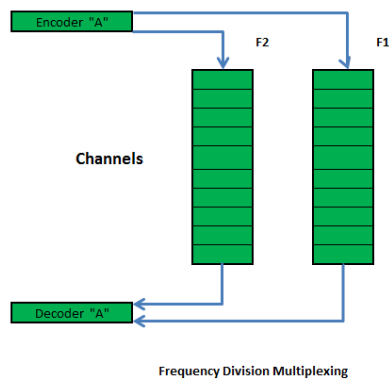 Encoder "A"
F2
F1
Channels
Decoder "A"
Frequency Division Multiplexing